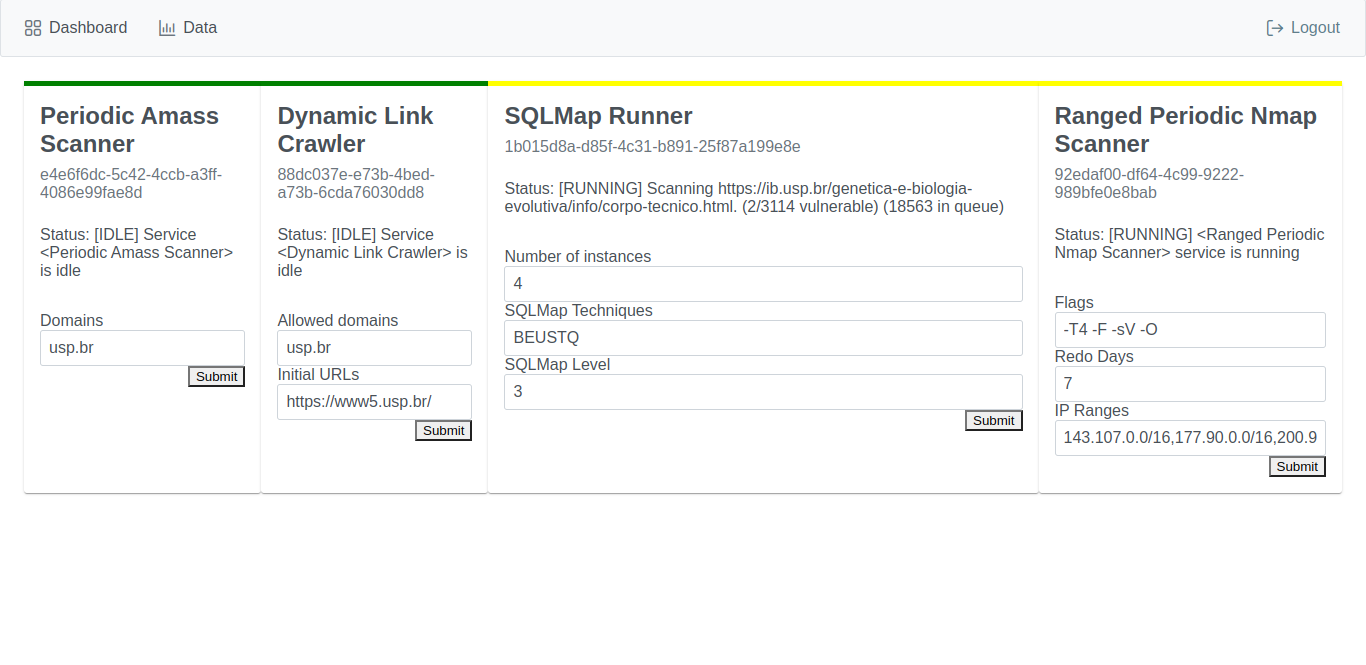 Dashboard
Data
Logout
Periodic Amass
Scanner
e4e6f6dc-5c42-4ccb-a3ff-
4086e99fae8d
Status: [IDLE] Service
<Periodic Amass Scanner>
is idle
Domains
usp.br
Submit
Dynamic Link
Crawler
88dc037e-e73b-4bed-
a73b-6cda76030dd8
Status: [IDLE] Service
<Dynamic Link Crawler> is
idle
Allowed domains
usp.br
Initial URLs
https://www5.usp.br/
Submit
SQLMap Runner
1b015d8a-d85f-4c31-b891-25f87a199e8e
Status: [RUNNING] Scanning https://ib.usp.br/genetica-e-biologia-
evolutiva/info/corpo-tecnico.html. (2/3114 vulnerable) (18563 in queue)
Number of instances
4
SQLMap Techniques
BEUSTQ
SQLMap Level
3
Submit
Ranged Periodic Nmap
Scanner
92edaf00-df64-4c99-9222-
989bfe0e8bab
Status: [RUNNING] <Ranged Periodic
Nmap Scanner> service is running
Flags
-T4 -F -sV -O
Redo Days
7
IP Ranges
143.107.0.0/16,177.90.0.0/16,200.9
Submit